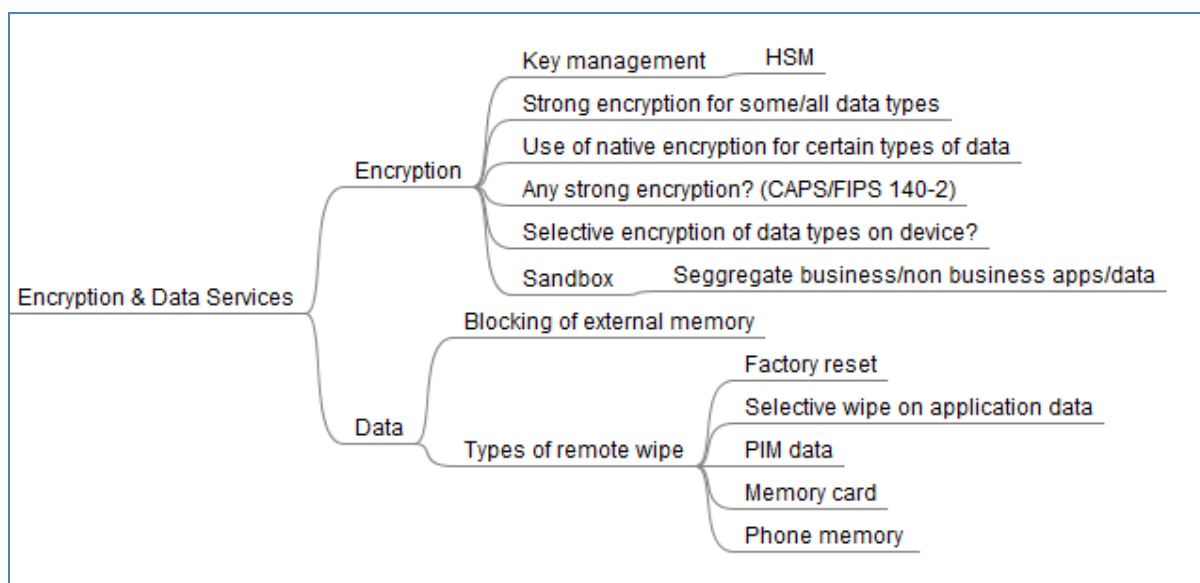 Encryption & Data Services
Encryption
Key management
HSM
Strong encryption for some/all data types
Use of native encryption for certain types of data
Any strong encryption? (CAPS/FIPS 140-2)
Selective encryption of data types on device?
Sandbox
Seggregate business/non business apps/data
Data
Blocking of external memory
Types of remote wipe
Factory reset
Selective wipe on application data
PIM data
Memory card
Phone memory